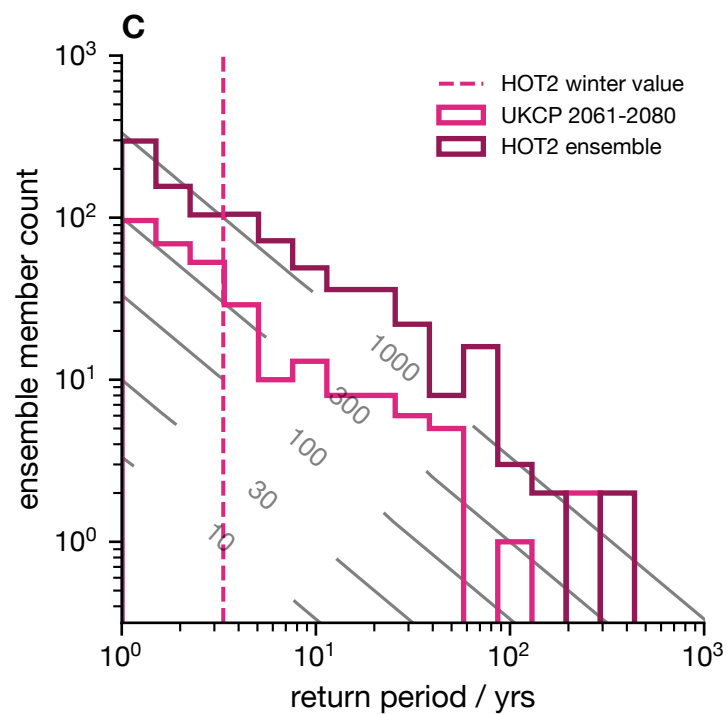 C
10³
HOT2 winter value
UKCP 2061-2080
HOT2 ensemble
10²
10¹
10⁰
ensemble member count
1000
300
100
30
10
10⁰ 10¹ 10² 10³
return period / yrs